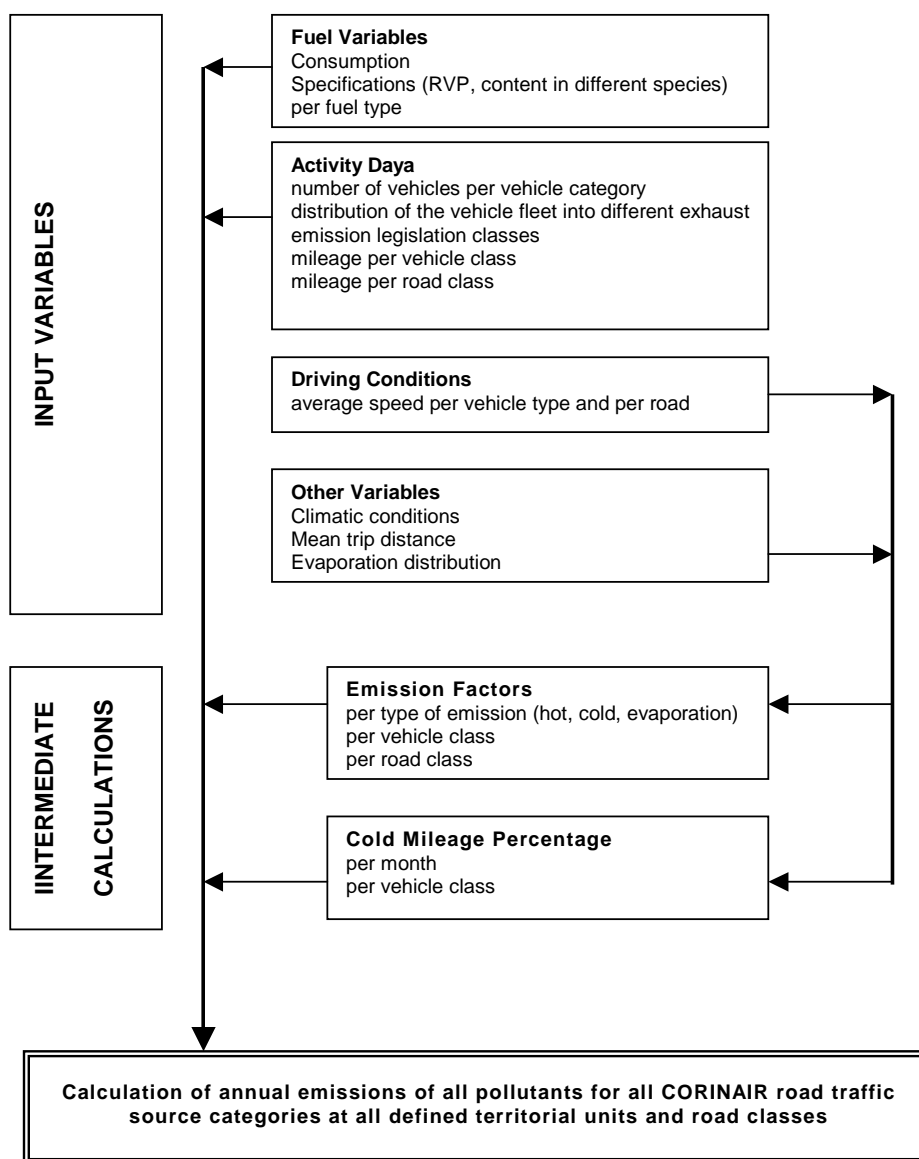 INPUT VARIABLES
Fuel Variables
Consumption
Specifications (RVP, content in different species)
per fuel type
Activity Daya
number of vehicles per vehicle category
distribution of the vehicle fleet into different exhaust
emission legislation classes
mileage per vehicle class
mileage per road class
Driving Conditions
average speed per vehicle type and per road
Other Variables
Climatic conditions
Mean trip distance
Evaporation distribution
IINTERMEDIATE
CALCULATIONS
Emission Factors
per type of emission (hot, cold, evaporation)
per vehicle class
per road class
Cold Mileage Percentage
per month
per vehicle class
Calculation of annual emissions of all pollutants for all CORINAIR road traffic
source categories at all defined territorial units and road classes